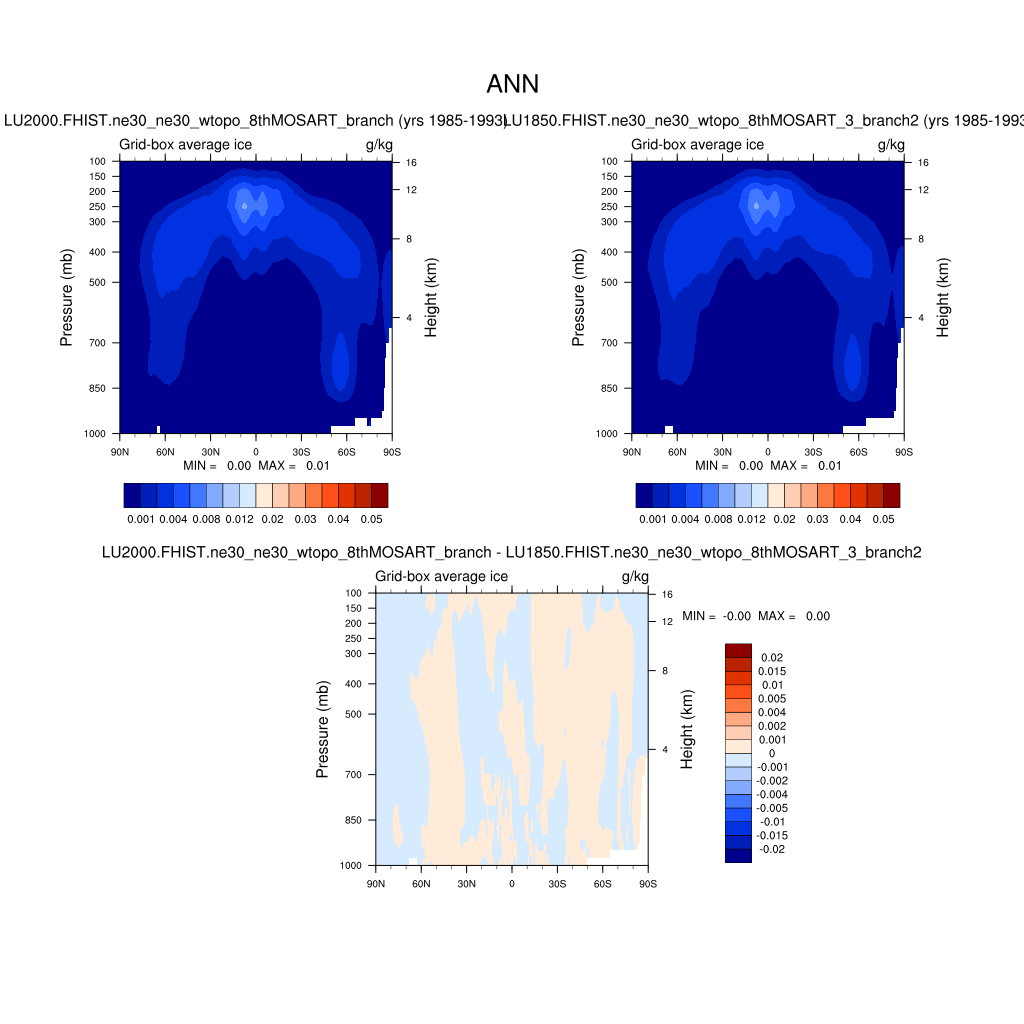 ANN
LU2000.FHIST.ne30_ne30_wtopo_8thMOSART_branch (yrs 1985-1993)
LU1850.FHIST.ne30_ne30_wtopo_8thMOSART_3_branch2 (yrs 1985-1993
Grid-box average ice g/kg
Grid-box average ice g/kg
Pressure (mb)
100
150
200
250
300
400
500
700
850
1000
16
12
8
4
Height (km)
90N 60N 30N 0 30S 60S 90S
MIN = 0.00 MAX = 0.01
0.001 0.004 0.008 0.012 0.02 0.03 0.04 0.05
Pressure (mb)
100
150
200
250
300
400
500
700
850
1000
16
12
8
4
Height (km)
90N 60N 30N 0 30S 60S 90S
MIN = 0.00 MAX = 0.01
0.001 0.004 0.008 0.012 0.02 0.03 0.04 0.05
LU2000.FHIST.ne30_ne30_wtopo_8thMOSART_branch - LU1850.FHIST.ne30_ne30_wtopo_8thMOSART_3_branch2
Grid-box average ice g/kg
Pressure (mb)
100
150
200
250
300
400
500
700
850
1000
16
12
8
4
Height (km)
90N 60N 30N 0 30S 60S 90S
MIN = -0.00 MAX = 0.00
0.02
0.015
0.01
0.005
0.004
0.002
0.001
0
-0.001
-0.002
-0.004
-0.005
-0.01
-0.015
-0.02